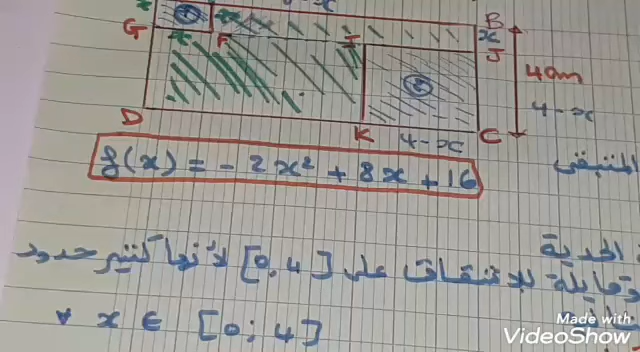 x
x
B
G
x
F
I
x
J
4cm
4-x
D
K
4-x
C
f(x) = - 2x² + 8x + 16
المتبقي
الحدية
وقابلة للاشتقاق على [0,4] لأنها كثير حدود
∀ x ∈ [0; 4]
Made with
VideoShow